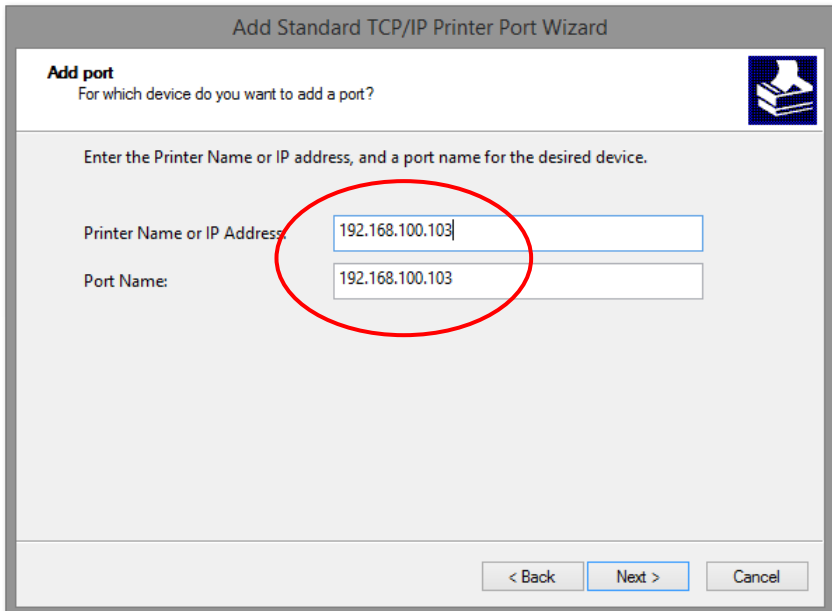 Add Standard TCP/IP Printer Port Wizard
Add port
For which device do you want to add a port?
Enter the Printer Name or IP address, and a port name for the desired device.
Printer Name or IP Address: 192.168.100.103
Port Name: 192.168.100.103
< Back Next > Cancel